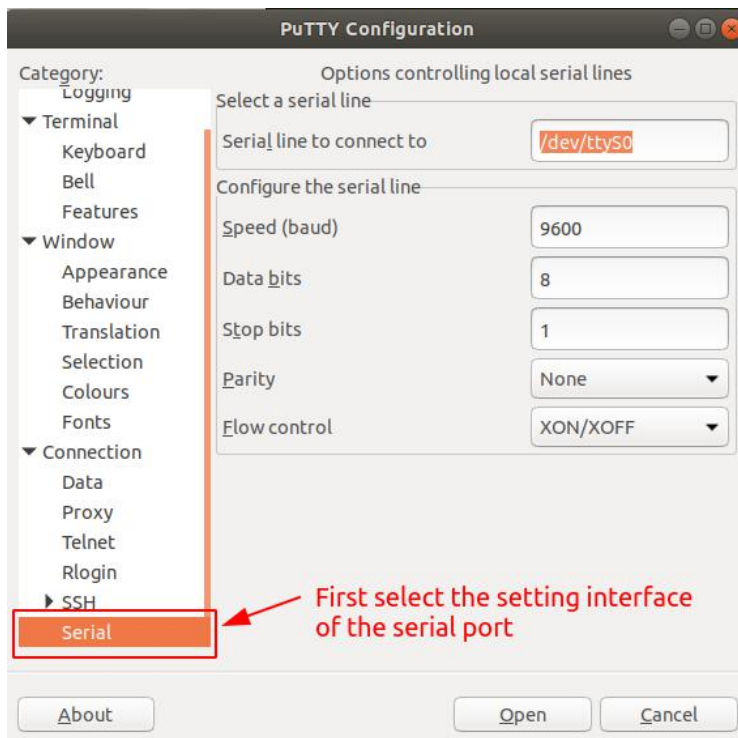 PuTTY Configuration
Category:
Options controlling local serial lines
Logging
Terminal
Keyboard
Bell
Features
Window
Appearance
Behaviour
Translation
Selection
Colours
Fonts
Connection
Data
Proxy
Telnet
Rlogin
SSH
Serial
Select a serial line
Serial line to connect to /dev/ttyS0
Configure the serial line
Speed (baud) 9600
Data bits 8
Stop bits 1
Parity None
Flow control XON/XOFF
First select the setting interface
of the serial port
About Open Cancel